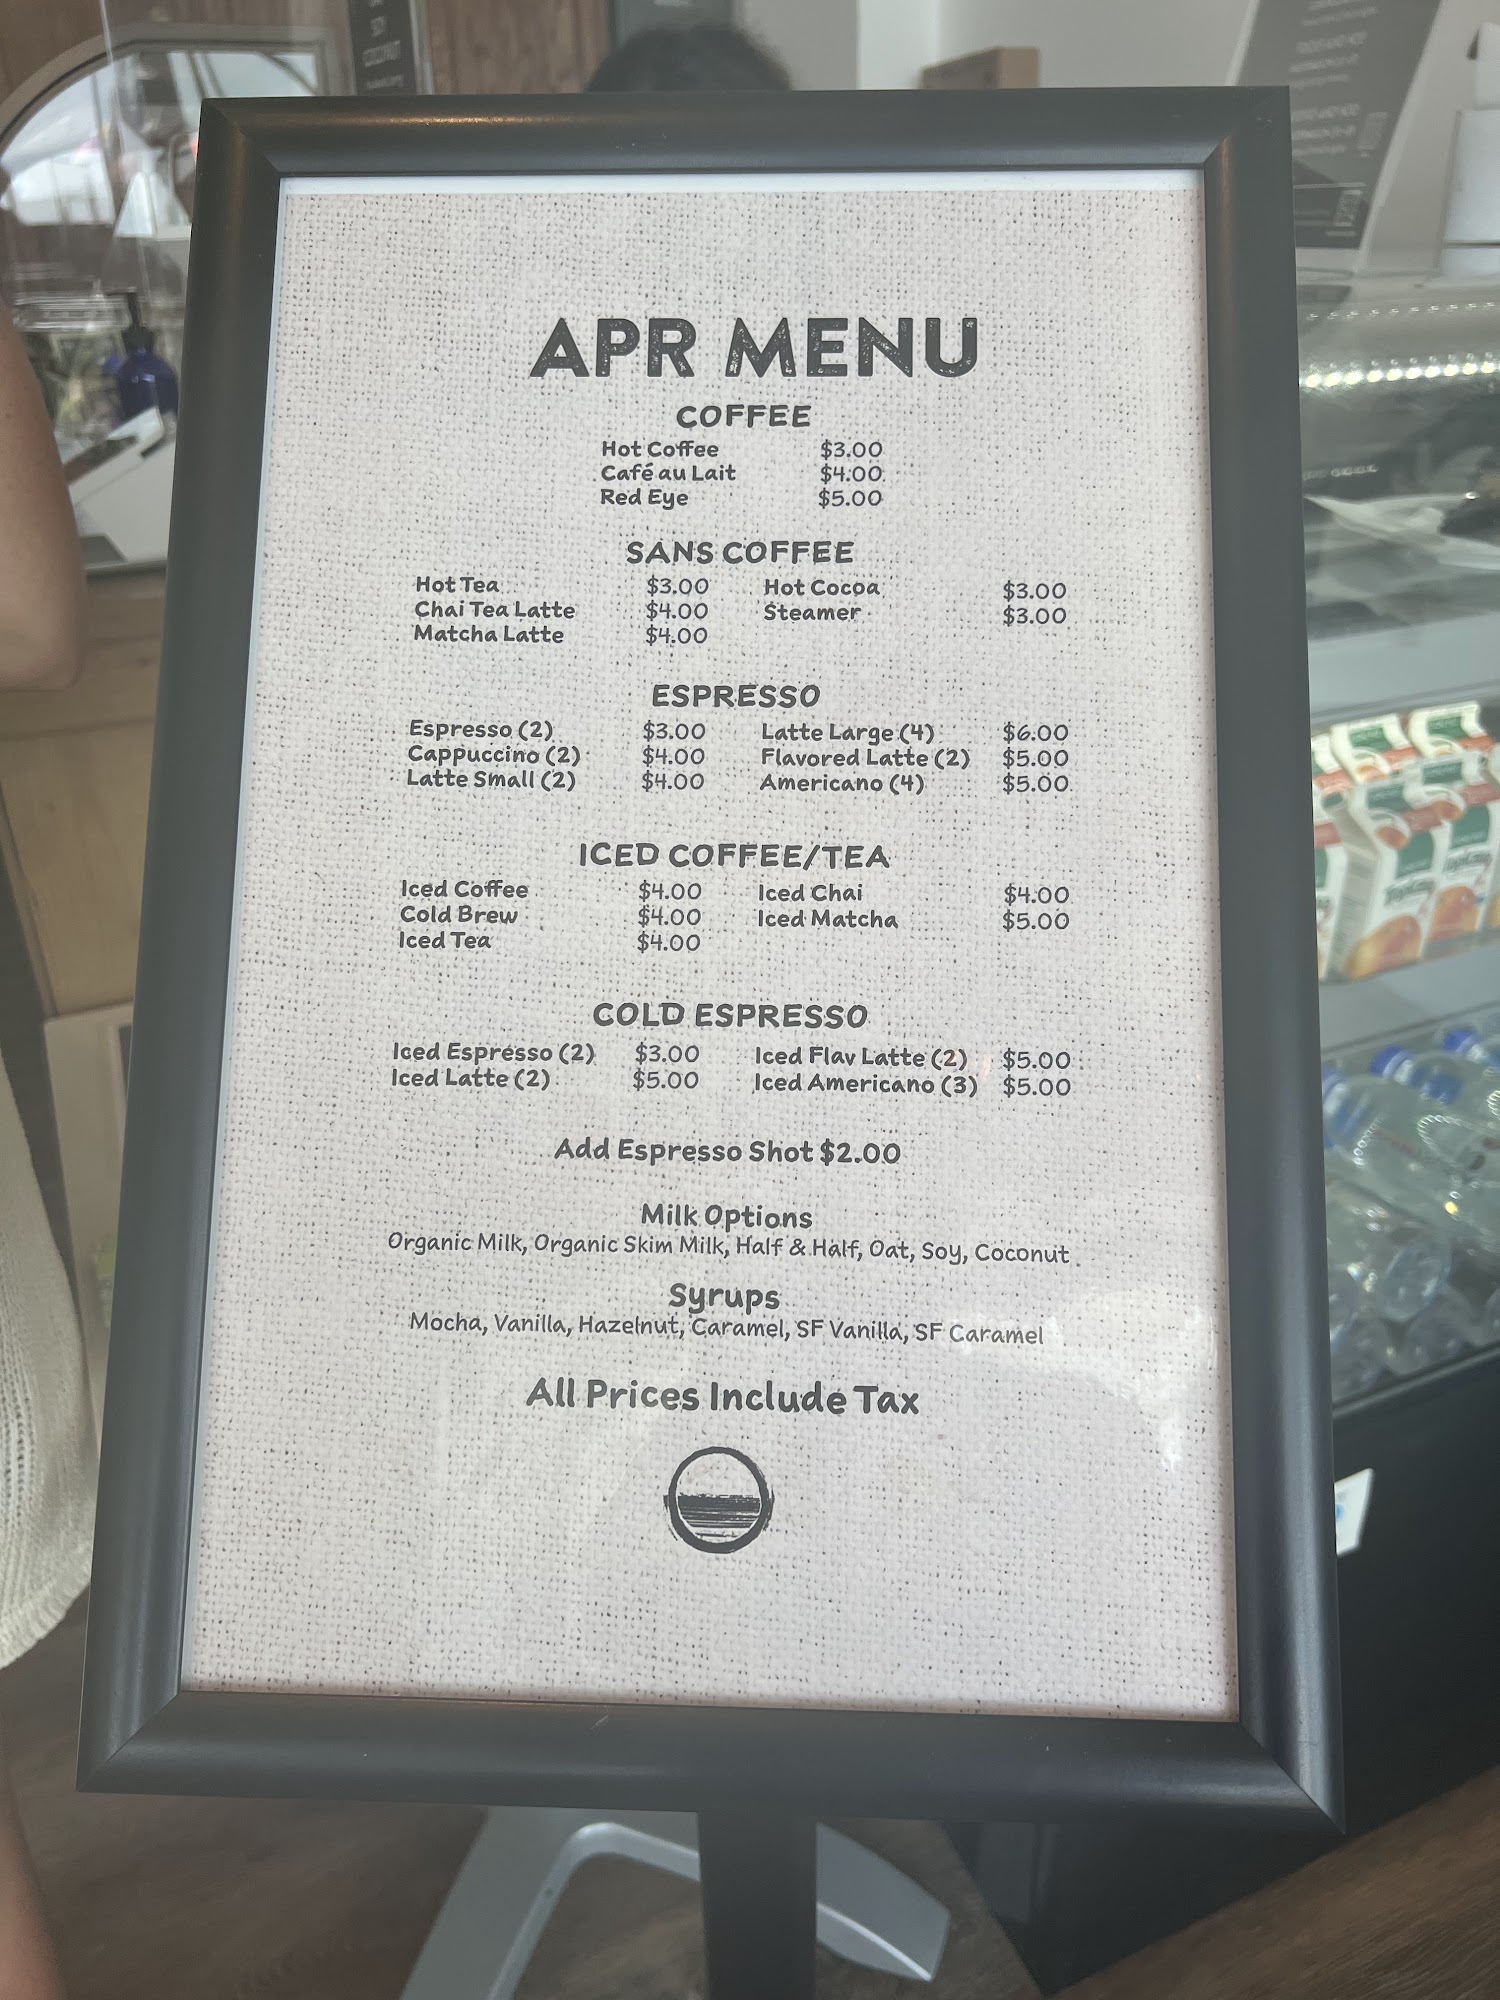 SOY
COCONUT
APR MENU
COFFEE
Hot Coffee $3.00
Café au Lait $4.00
Red Eye $5.00
SANS COFFEE
Hot Tea $3.00 Hot Cocoa $3.00
Chai Tea Latte $4.00 Steamer $3.00
Matcha Latte $4.00
ESPRESSO
Espresso (2) $3.00 Latte Large (4) $6.00
Cappuccino (2) $4.00 Flavored Latte (2) $5.00
Latte Small (2) $4.00 Americano (4) $5.00
ICED COFFEE/TEA
Iced Coffee $4.00 Iced Chai $4.00
Cold Brew $4.00 Iced Matcha $5.00
Iced Tea $4.00
COLD ESPRESSO
Iced Espresso (2) $3.00 Iced Flav Latte (2) $5.00
Iced Latte (2) $5.00 Iced Americano (3) $5.00
Add Espresso Shot $2.00
Milk Options
Organic Milk, Organic Skim Milk, Half & Half, Oat, Soy, Coconut
Syrups
Mocha, Vanilla, Hazelnut, Caramel, SF Vanilla, SF Caramel
All Prices Include Tax